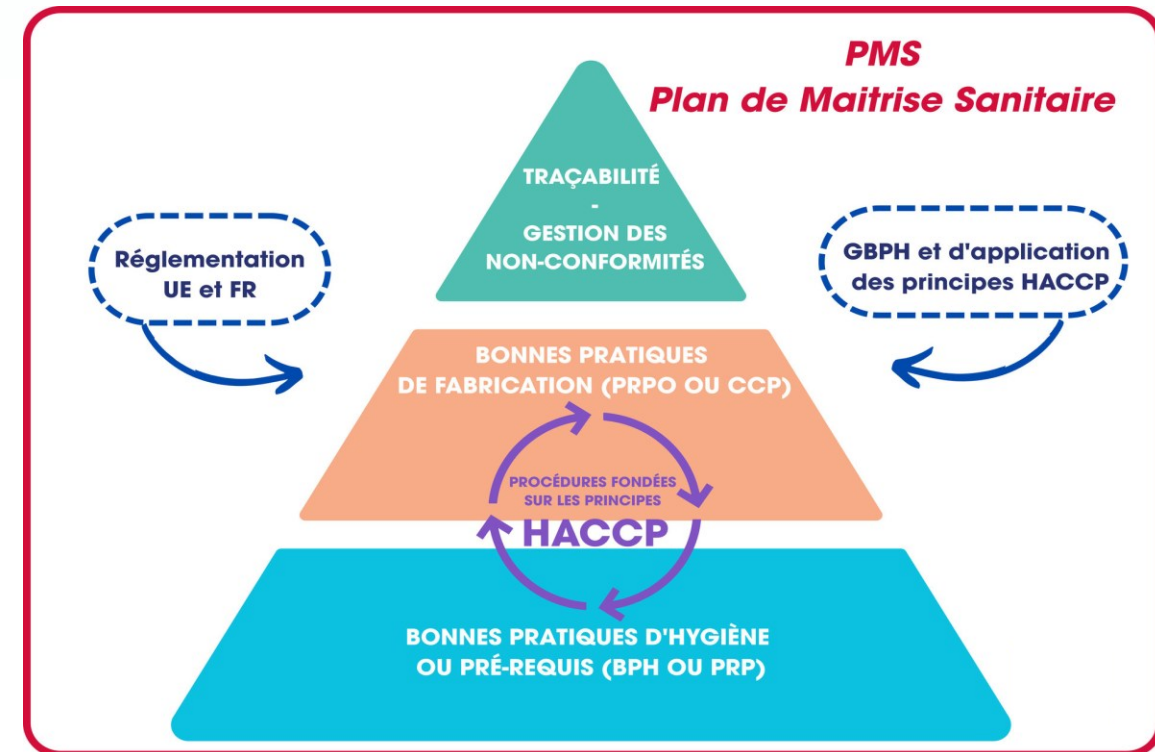 PMS
Plan de Maitrise Sanitaire
TRAÇABILITÉ
-
GESTION DES
NON-CONFORMITÉS
Réglementation
UE et FR
GBPH et d'application
des principes HACCP
BONNES PRATIQUES
DE FABRICATION (PRPO OU CCP)
PROCÉDURES FONDÉES
SUR LES PRINCIPES
HACCP
BONNES PRATIQUES D'HYGIÈNE
OU PRÉ-REQUIS (BPH OU PRP)